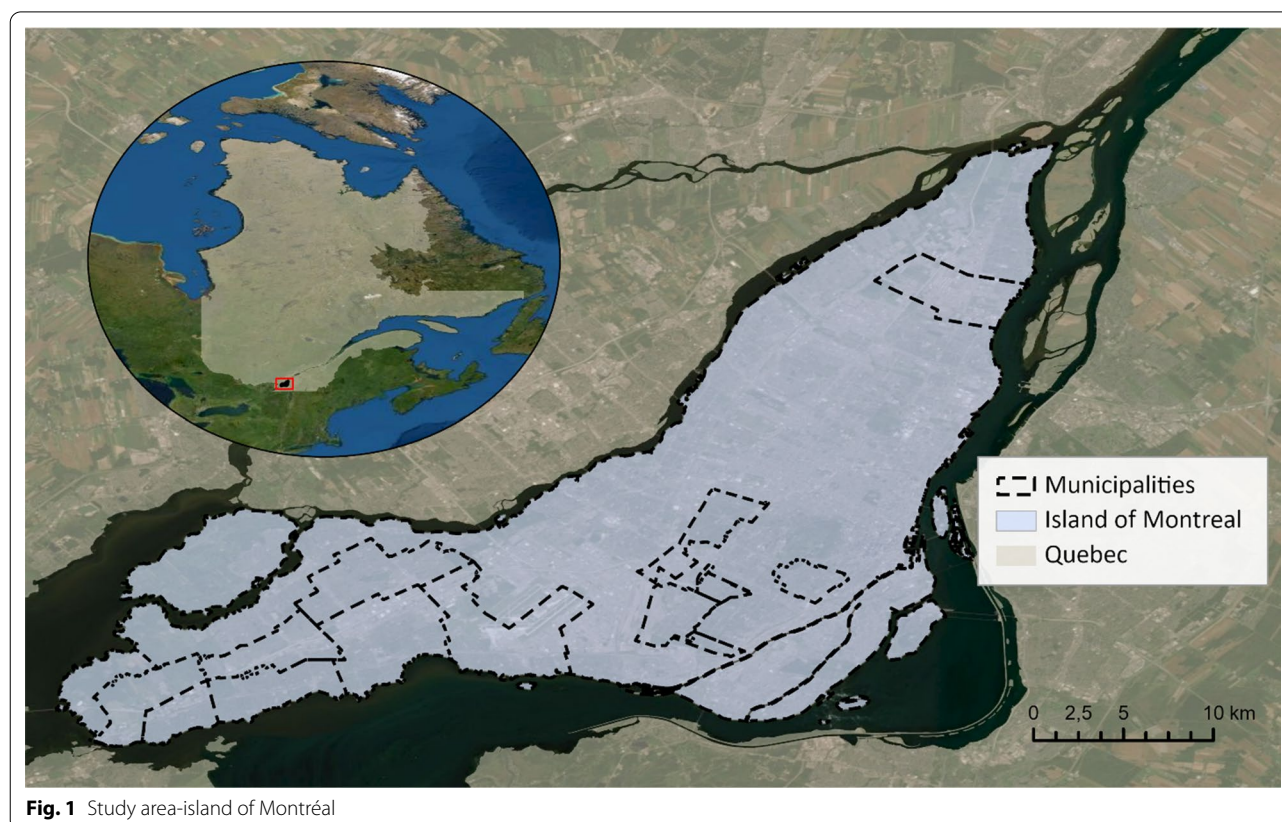 Municipalities
Island of Montreal
Quebec
0 2,5 5 10 km
Fig. 1 Study area-island of Montréal